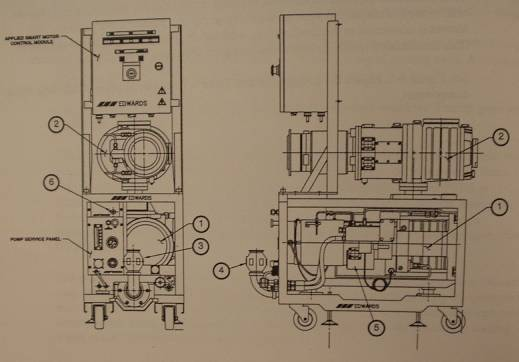 APPLIED SMART MOTOR
CONTROL MODULE
EDWARDS
2
2
6
EDWARDS
1
1
3
PUMP SERVICE PANEL
4
5
EDWARDS